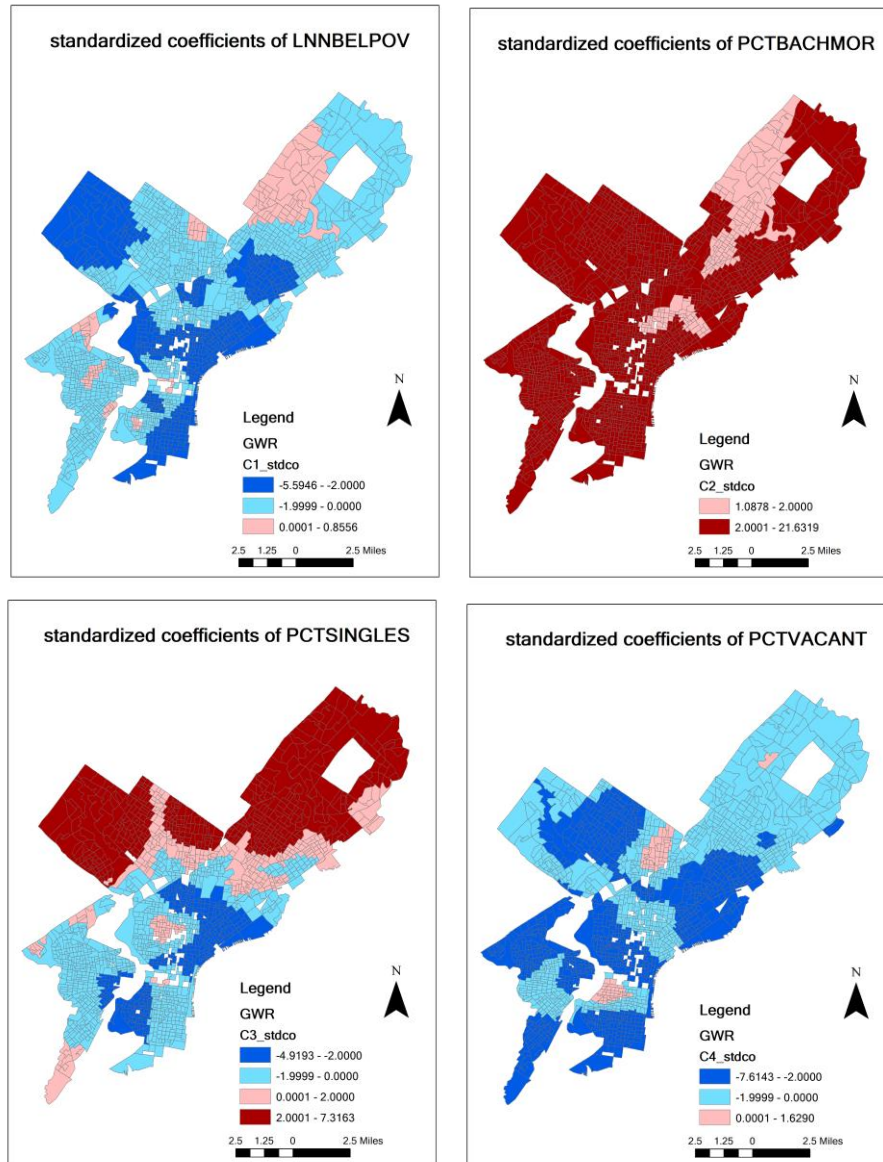 standardized coefficients of LNNBELPOV
N
Legend
GWR
C1_stdco
-5.5946 - -2.0000
-1.9999 - 0.0000
0.0001 - 0.8556
2.5 1.25 0 2.5 Miles
standardized coefficients of PCTBACHMOR
N
Legend
GWR
C2_stdco
1.0878 - 2.0000
2.0001 - 21.6319
2.5 1.25 0 2.5 Miles
standardized coefficients of PCTSINGLES
N
Legend
GWR
C3_stdco
-4.9193 - -2.0000
-1.9999 - 0.0000
0.0001 - 2.0000
2.0001 - 7.3163
2.5 1.25 0 2.5 Miles
standardized coefficients of PCTVACANT
N
Legend
GWR
C4_stdco
-7.6143 - -2.0000
-1.9999 - 0.0000
0.0001 - 1.6290
2.5 1.25 0 2.5 Miles